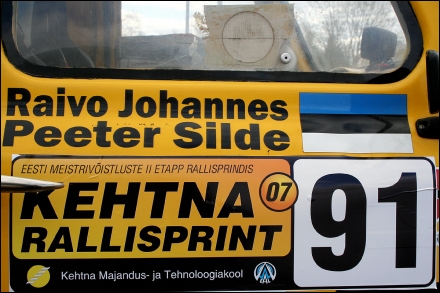 Raivo Johannes
Peeter Silde
EESTI MEISTRIVÕISTLUSTE II ETAPP RALLISPRINDIS
KEHTNA 07
RALLISPRINT
91
Kehtna Majandus- ja Tehnoloogiakool